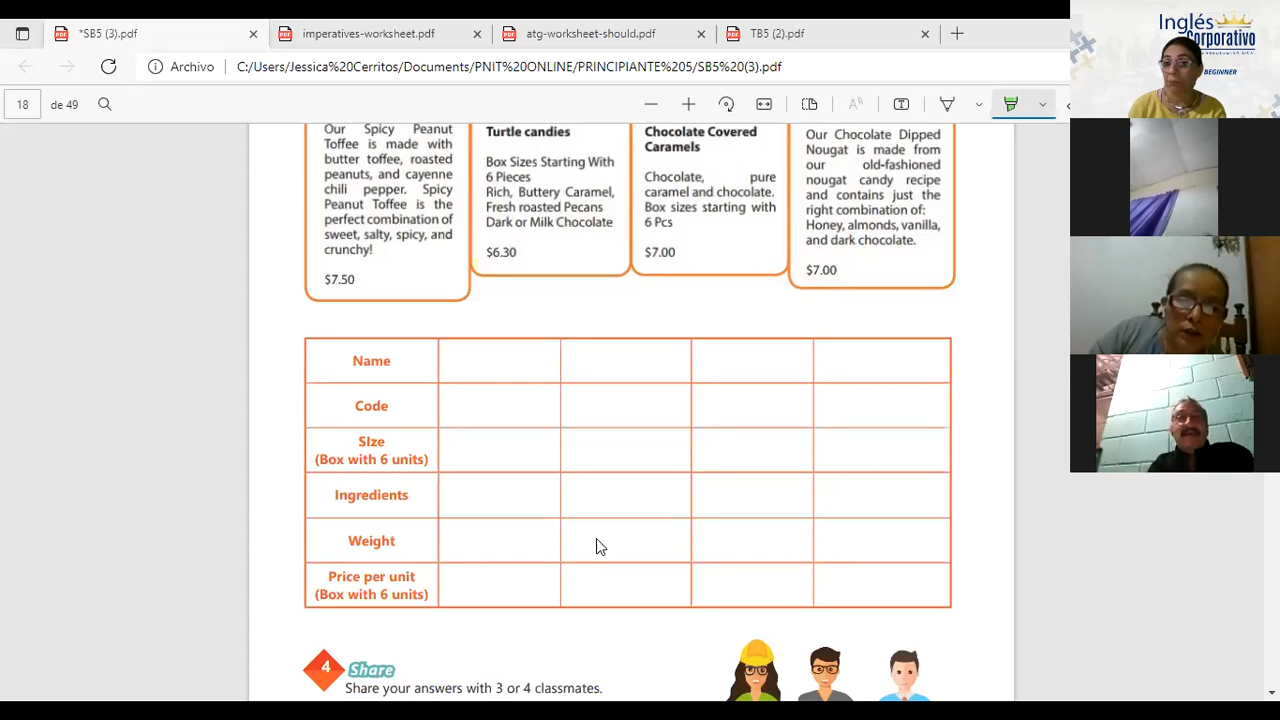 *SB5 (3).pdf
imperatives-worksheet.pdf
atg-worksheet-should.pdf
TB5 (2).pdf
Archivo
C:/Users/Jessica%20Cerritos/Documents/PNT%20ONLINE/PRINCIPIANTE%205/SB5%20(3).pdf
18
de 49
Inglés
Corporativo
BEGINNER
Our Spicy Peanut
Toffee is made with
butter toffee, roasted
peanuts, and cayenne
chili pepper. Spicy
Peanut Toffee is the
perfect combination of
sweet, salty, spicy, and
crunchy!
$7.50
Turtle candies
Box Sizes Starting With
6 Pieces
Rich, Buttery Caramel,
Fresh roasted Pecans
Dark or Milk Chocolate
$6.30
Chocolate Covered
Caramels
Chocolate, pure
caramel and chocolate.
Box sizes starting with
6 Pcs
$7.00
Our Chocolate Dipped
Nougat is made from
our old-fashioned
nougat candy recipe
and contains just the
right combination of:
Honey, almonds, vanilla,
and dark chocolate.
$7.00
Name
Code
SIze
(Box with 6 units)
Ingredients
Weight
Price per unit
(Box with 6 units)
4
Share
Share your answers with 3 or 4 classmates.